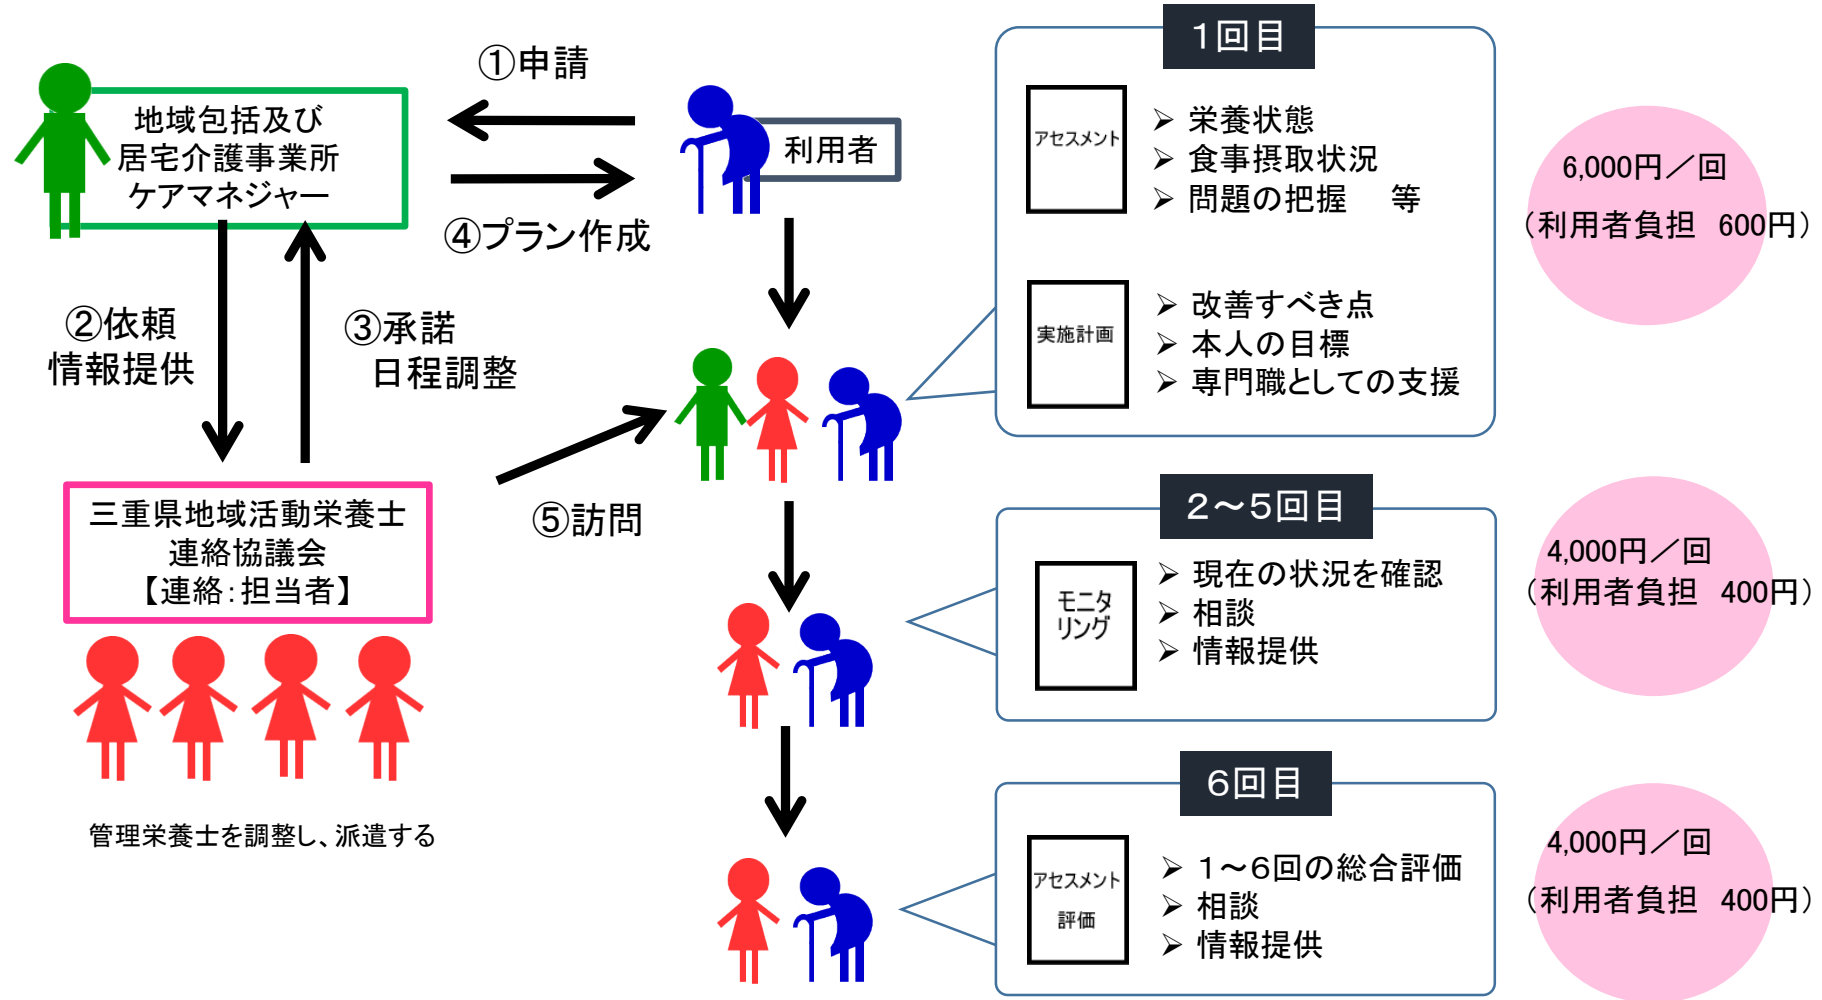 ①申請
地域包括及び
居宅介護事業所
ケアマネジャー
利用者
④プラン作成
②依頼
情報提供
③承諾
日程調整
三重県地域活動栄養士
連絡協議会
【連絡：担当者】
管理栄養士を調整し、派遣する
⑤訪問
１回目
アセスメント
➢ 栄養状態
➢ 食事摂取状況
➢ 問題の把握　等
実施計画
➢ 改善すべき点
➢ 本人の目標
➢ 専門職としての支援
6,000円／回
（利用者負担　600円）
２～５回目
モニタ
リング
➢ 現在の状況を確認
➢ 相談
➢ 情報提供
4,000円／回
（利用者負担　400円）
６回目
アセスメント
評価
➢ １～６回の総合評価
➢ 相談
➢ 情報提供
4,000円／回
（利用者負担　400円）